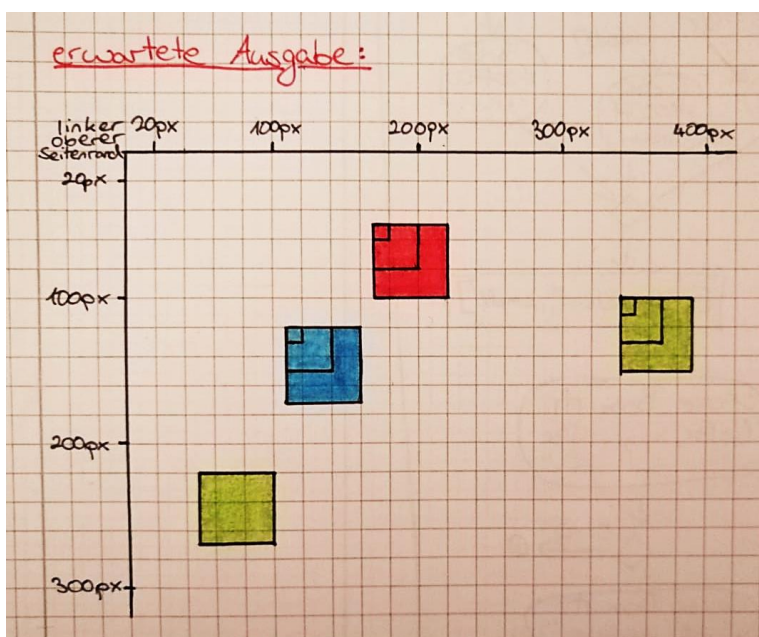 erwartete Ausgabe:
linker
oberer
Seitenrand
20px 100px 200px 300px 400px
20px
100px
200px
300px